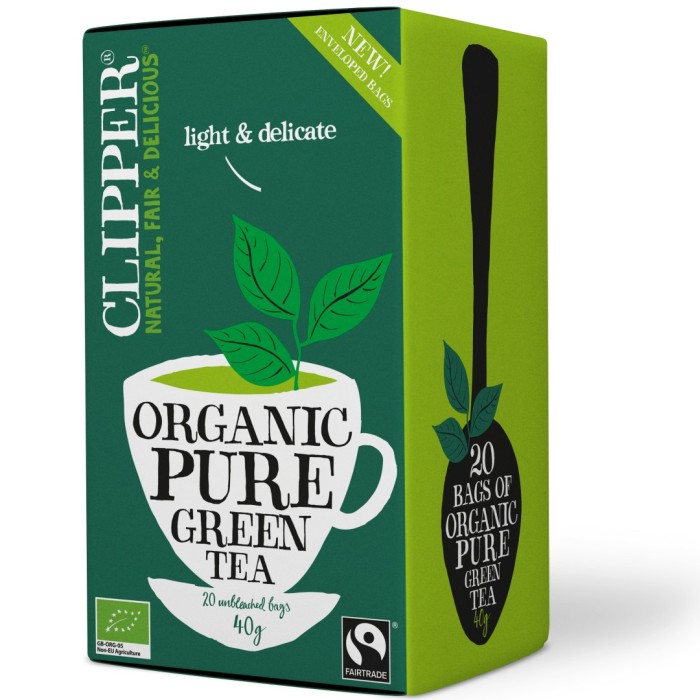 CLIPPER®
NATURAL, FAIR & DELICIOUS™
NEW!
ENVELOPED BAGS
light & delicate
ORGANIC
PURE
GREEN
TEA
20 unbleached bags
40g
GB-ORG-05
Non-EU Agriculture
FAIRTRADE
®
20
BAGS OF
ORGANIC
PURE
GREEN
TEA
40g